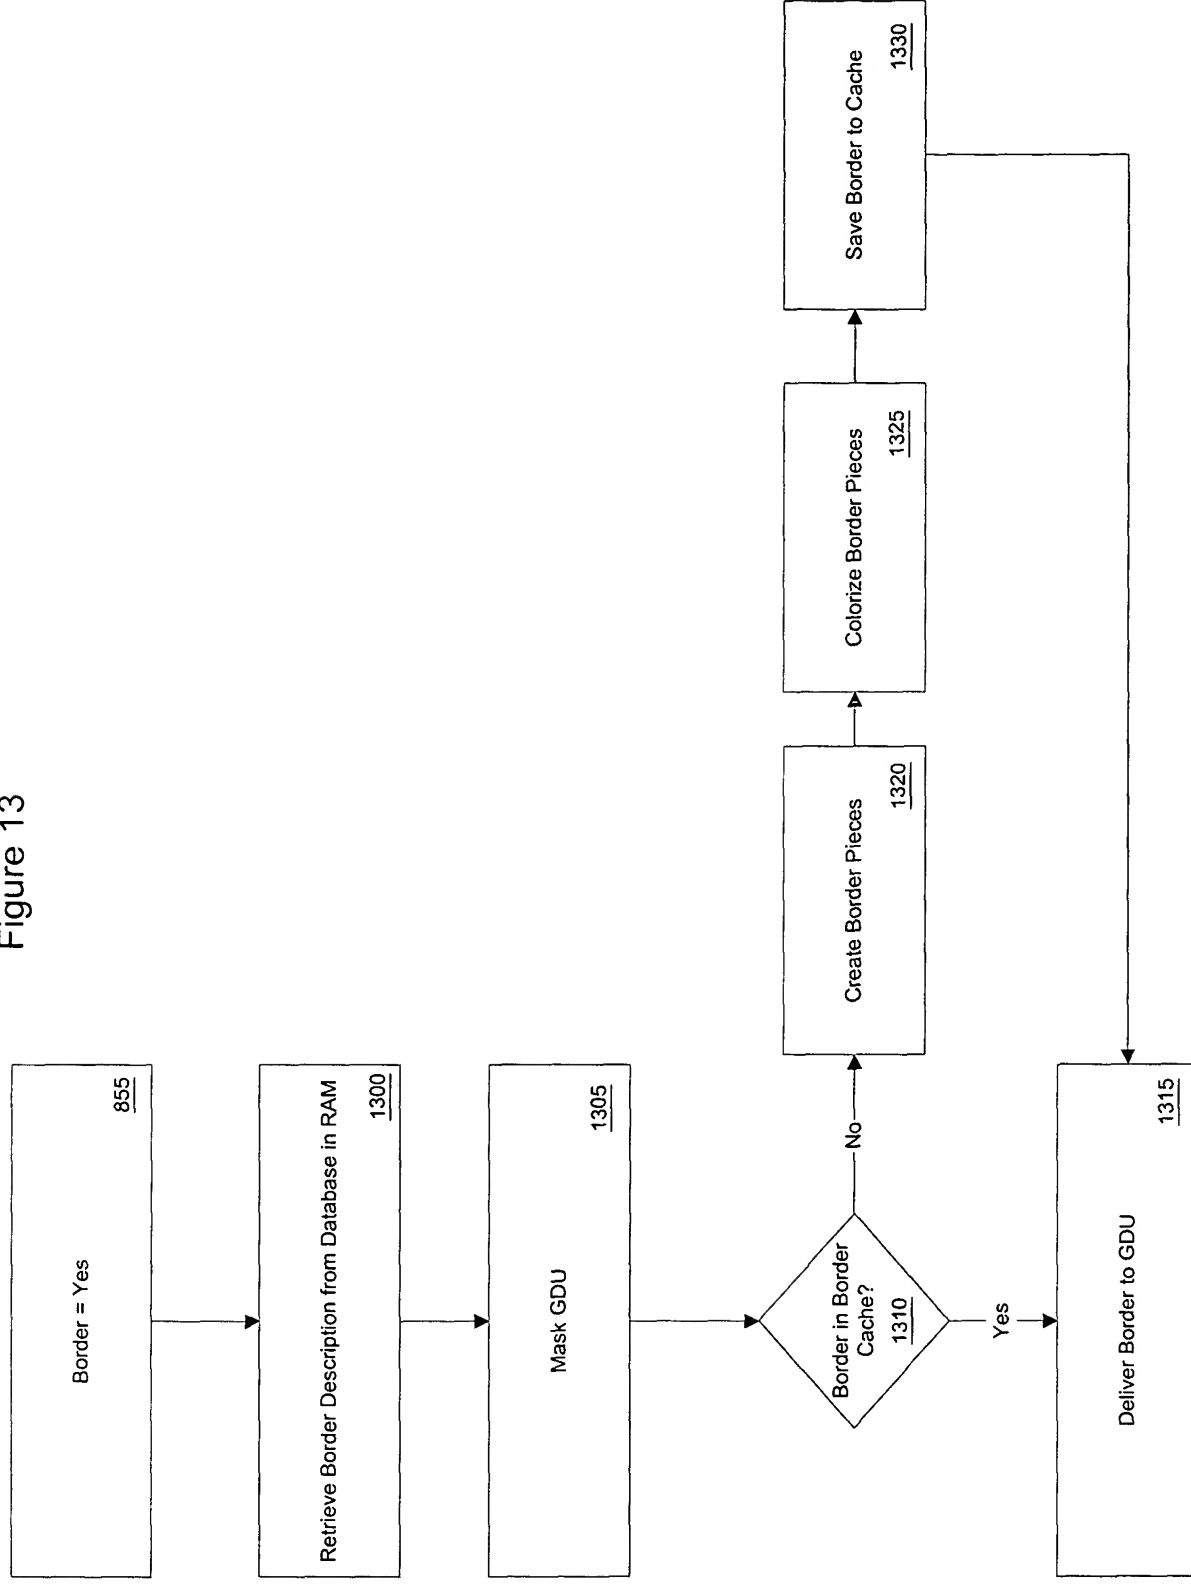 Figure 13
Border = Yes
855
Retrieve Border Description from Database in RAM
1300
Mask GDU
1305
Border in Border
Cache?
1310
No
Yes
Create Border Pieces
1320
Colorize Border Pieces
1325
Save Border to Cache
1330
Deliver Border to GDU
1315